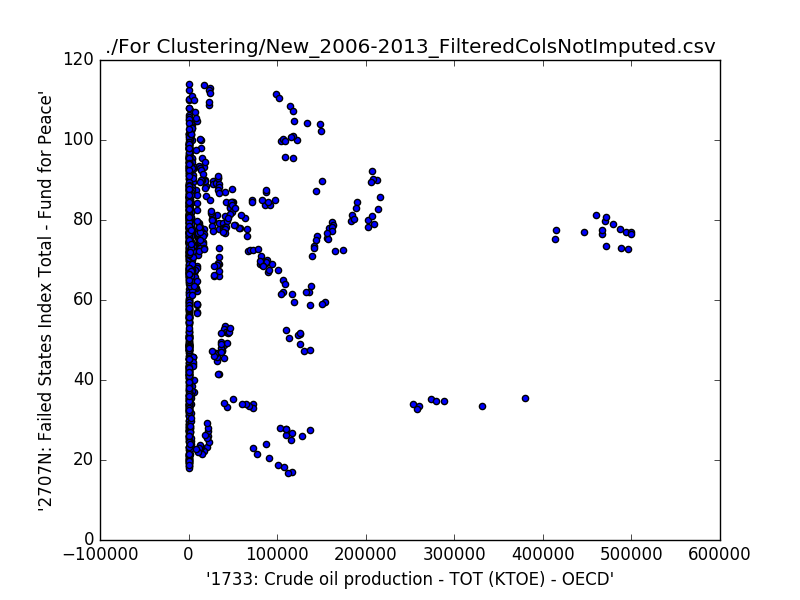 ./For Clustering/New_2006-2013_FilteredColsNotImputed.csv
'2707N: Failed States Index Total - Fund for Peace'
120
100
80
60
40
20
0
−100000 0 100000 200000 300000 400000 500000 600000
'1733: Crude oil production - TOT (KTOE) - OECD'